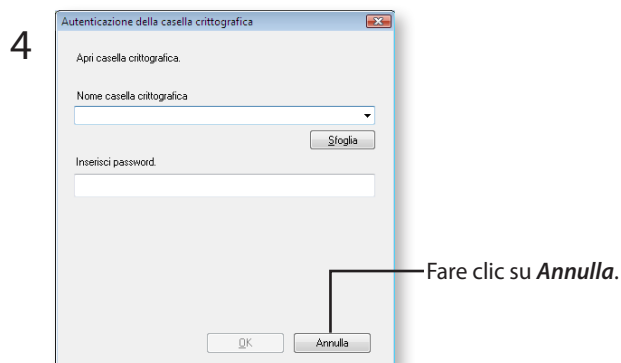 4
Autenticazione della casella crittografica
Apri casella crittografica.
Nome casella crittografica
Sfoglia
Inserisci password.
Fare clic su Annulla.
OK
Annulla